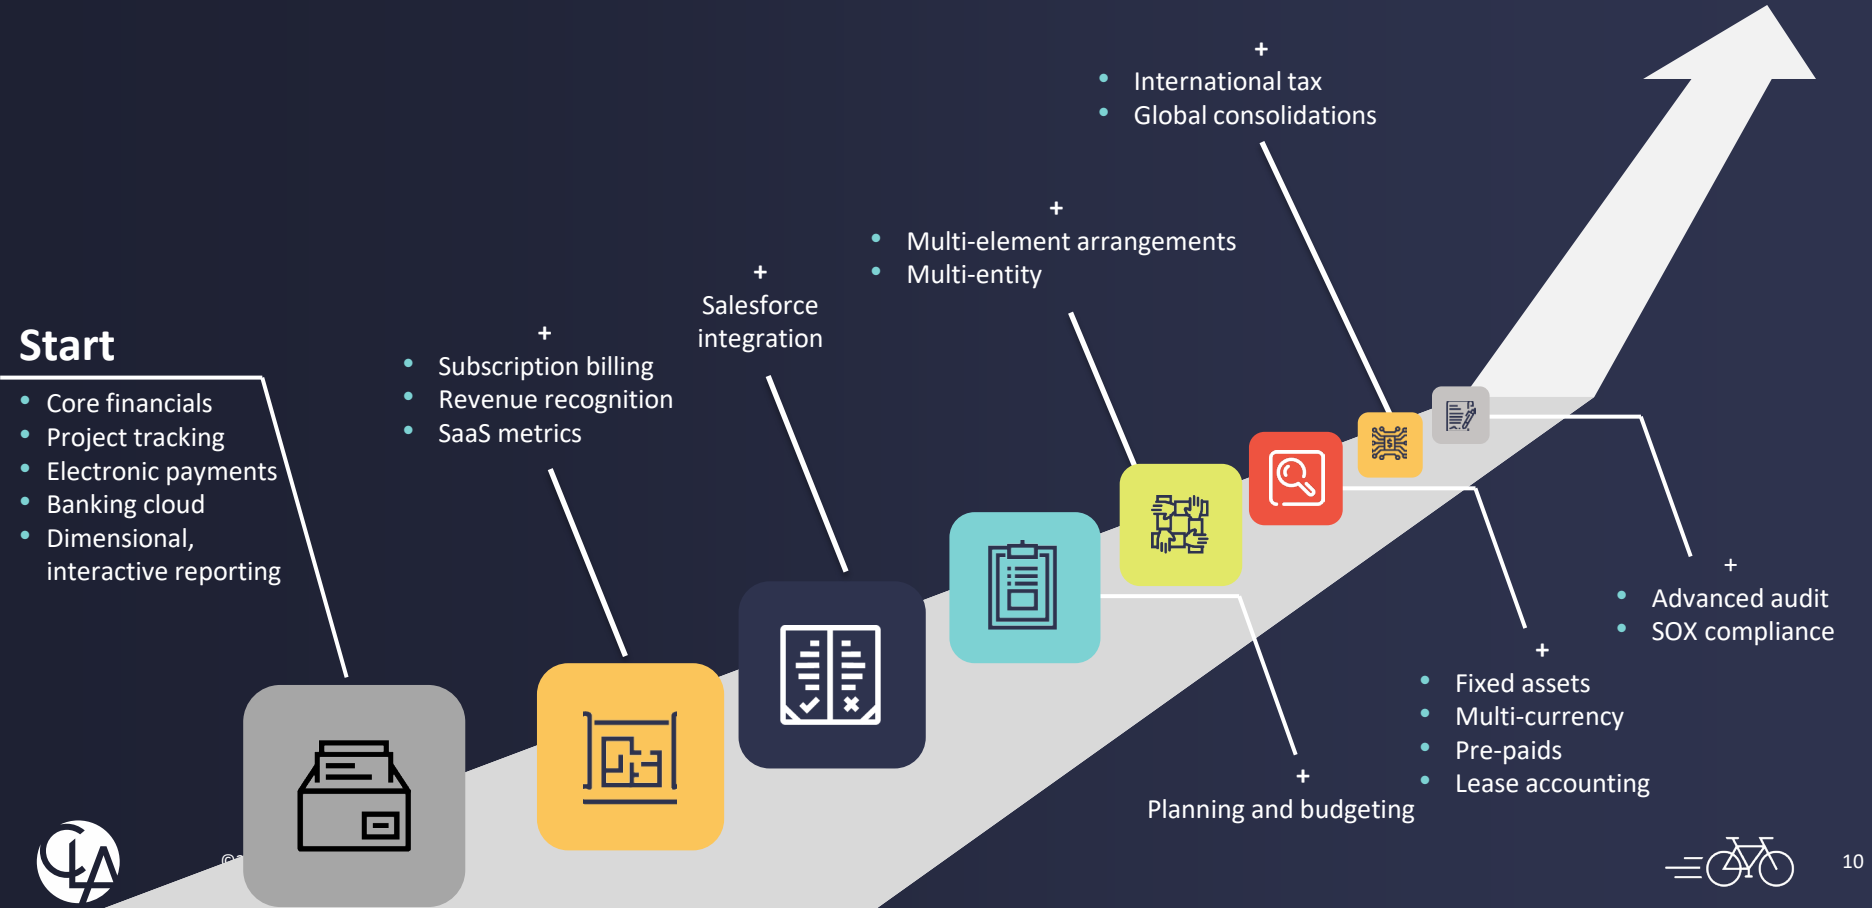 Start
• Core financials
• Project tracking
• Electronic payments
• Banking cloud
• Dimensional,
interactive reporting
+
• Subscription billing
• Revenue recognition
• SaaS metrics
+
Salesforce
integration
+
• Multi-element arrangements
• Multi-entity
+
• International tax
• Global consolidations
+
Planning and budgeting
+
• Fixed assets
• Multi-currency
• Pre-paids
• Lease accounting
+
• Advanced audit
• SOX compliance
CLA
10